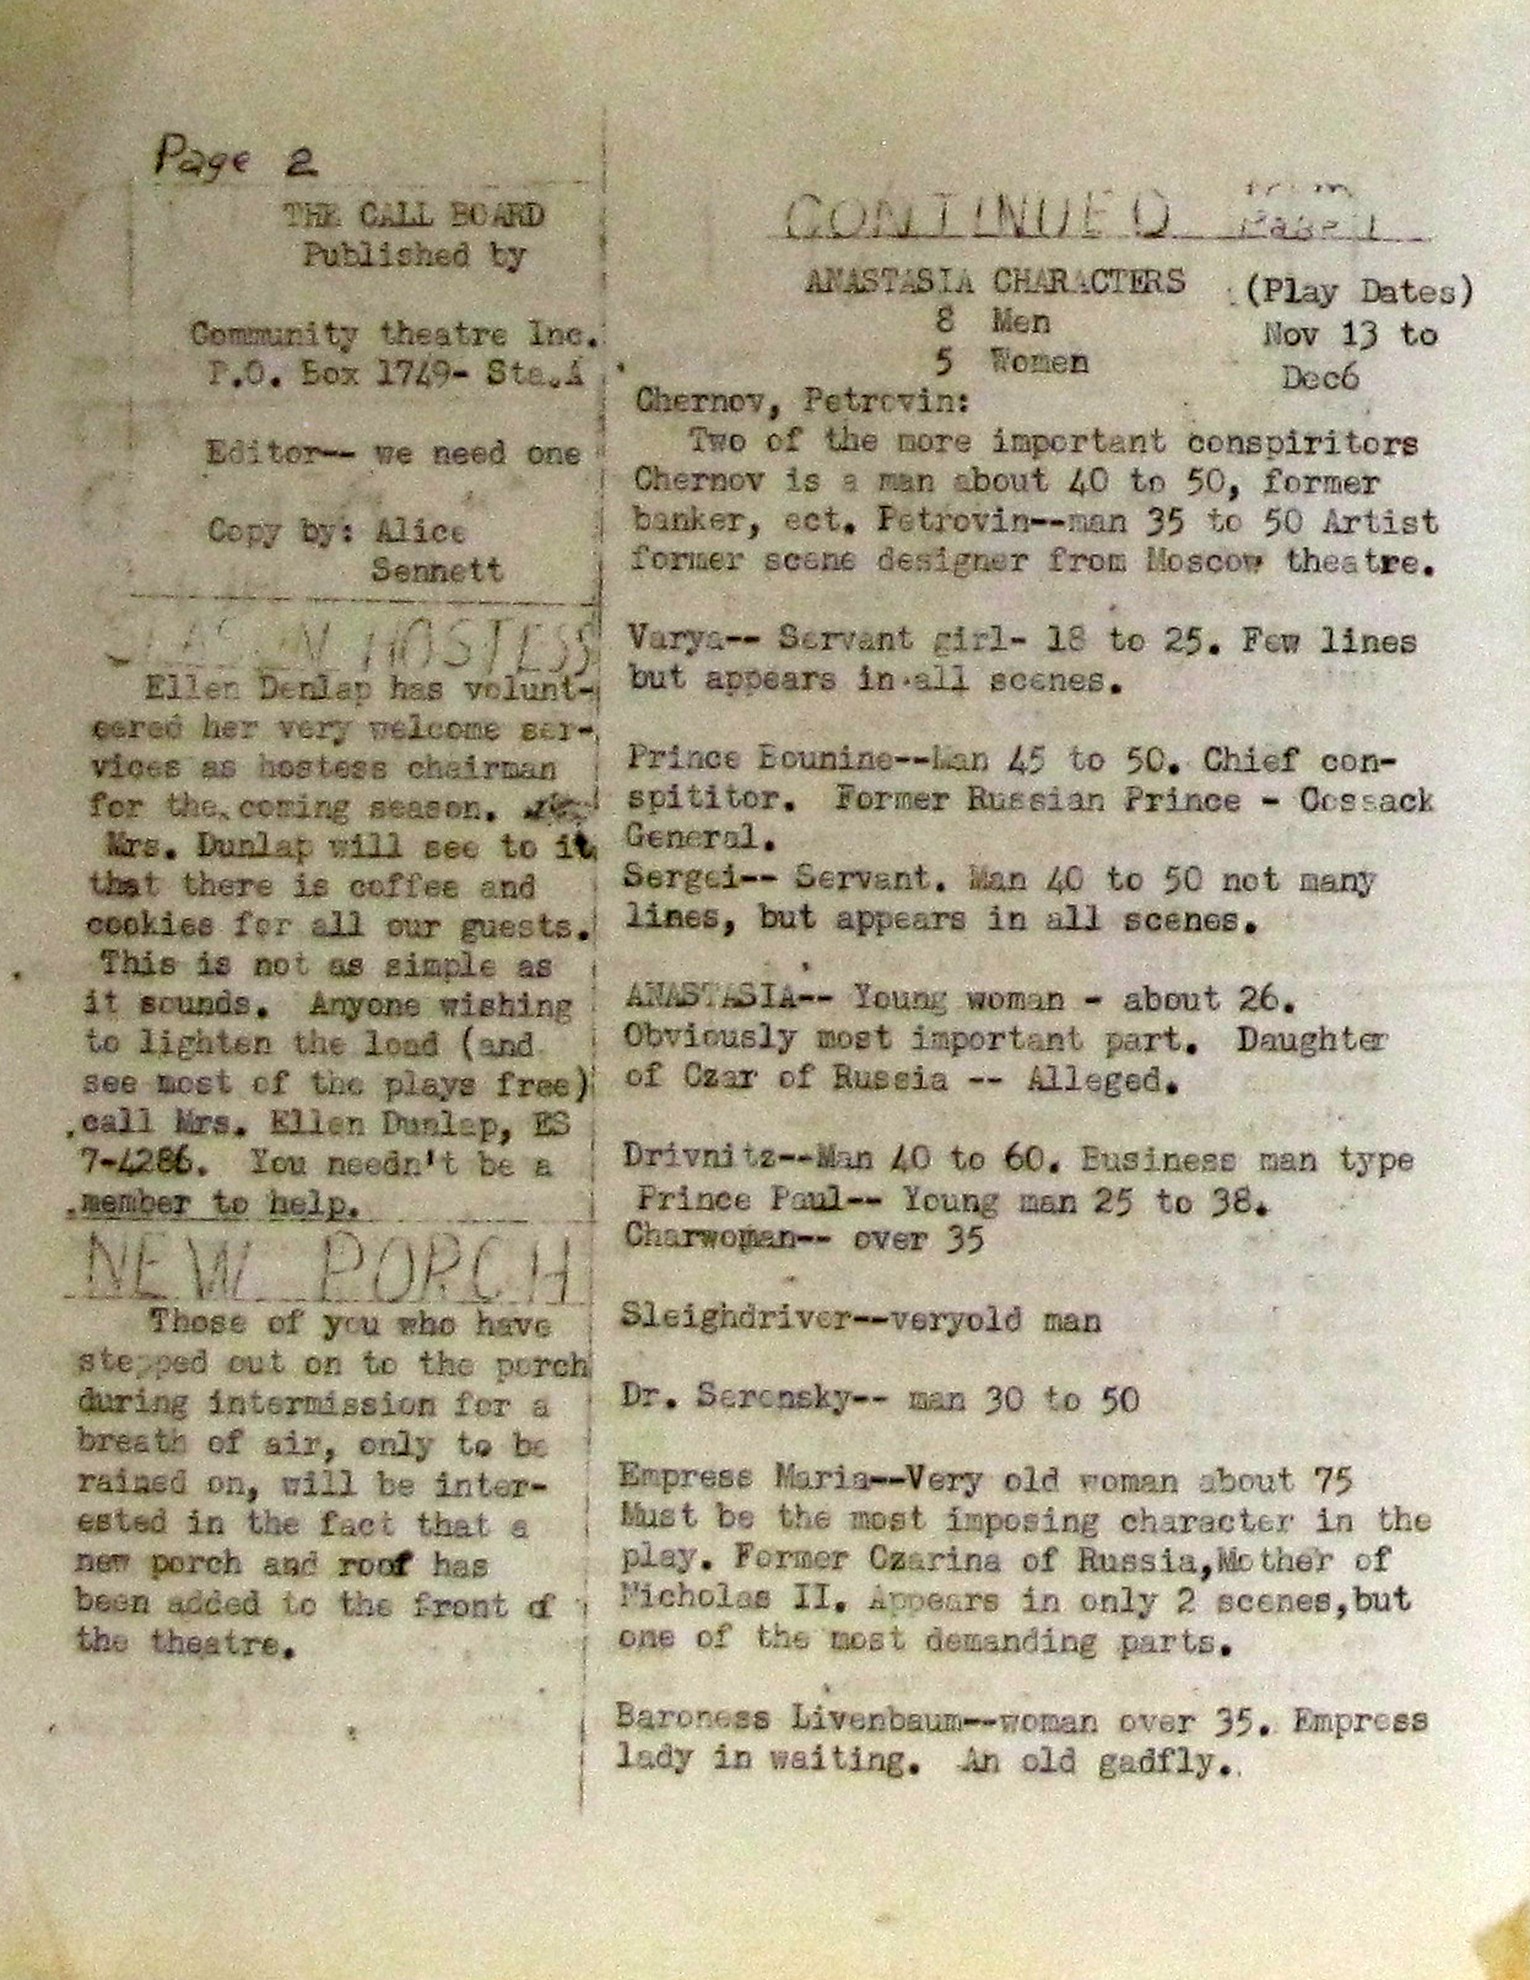 Page 2
THE CALL BOARD
Published by
Community theatre Inc.
P.O. Box 1749- Sta.A
Editor-- we need one
Copy by: Alice
Sennett
SEASON HOSTESS
Ellen Denlap has volunt-
eered her very welcome ser-
vices as hostess chairman
for the coming season.
Mrs. Dunlap will see to it
that there is coffee and
cookies for all our guests.
This is not as simple as
it sounds. Anyone wishing
to lighten the load (and
see most of the plays free)
call Mrs. Ellen Dunlap, ES
7-4286. You needn't be a
member to help.
NEW PORCH
Those of you who have
stepped out on to the porch
during intermission for a
breath of air, only to be
rained on, will be inter-
ested in the fact that a
new porch and roof has
been added to the front of
the theatre.
CONTINUED from Page 1
ANASTASIA CHARACTERS
8 Men
5 Women
(Play Dates)
Nov 13 to
Dec6
Chernov, Petrovin:
Two of the more important conspiritors
Chernov is a man about 40 to 50, former
banker, ect. Petrovin--man 35 to 50 Artist
former scene designer from Moscow theatre.
Varya-- Servant girl- 18 to 25. Few lines
but appears in all scenes.
Prince Bounine--Man 45 to 50. Chief con-
spititor. Former Russian Prince - Cossack
General.
Sergei-- Servant. Man 40 to 50 not many
lines, but appears in all scenes.
ANASTASIA-- Young woman - about 26.
Obviously most important part. Daughter
of Czar of Russia -- Alleged.
Drivnitz--Man 40 to 60. Business man type
Prince Paul-- Young man 25 to 38.
Charwoman-- over 35
Sleighdriver--veryold man
Dr. Serensky-- man 30 to 50
Empress Maria--Very old woman about 75
Must be the most imposing character in the
play. Former Czarina of Russia,Mother of
Nicholas II. Appears in only 2 scenes,but
one of the most demanding parts.
Baroness Livenbaum--woman over 35. Empress
lady in waiting. An old gadfly.